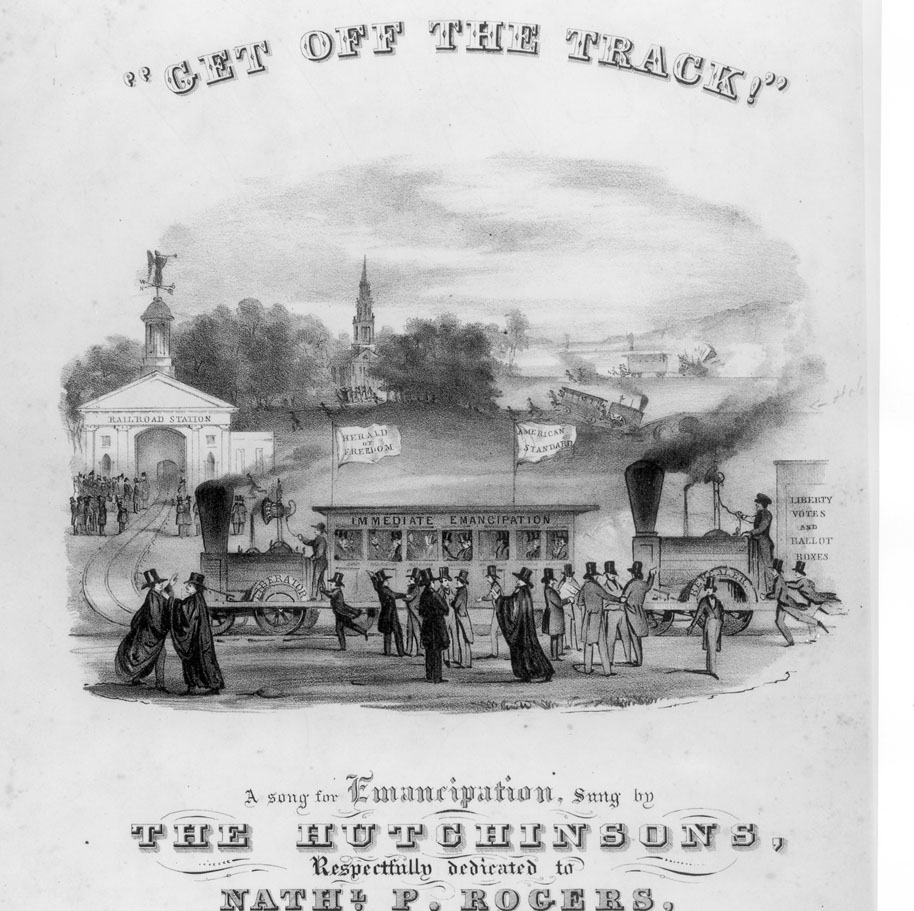 "GET OFF THE TRACK!"
RAILROAD STATION
HERALD
OF
FREEDOM
AMERICAN
STANDARD
IMMEDIATE EMANCIPATION
LIBERTY
VOTES
AND
BALLOT
BOXES
LIBERATOR
A song for Emancipation, Sung by
THE HUTCHINSONS,
Respectfully dedicated to
NATHL P. ROGERS,